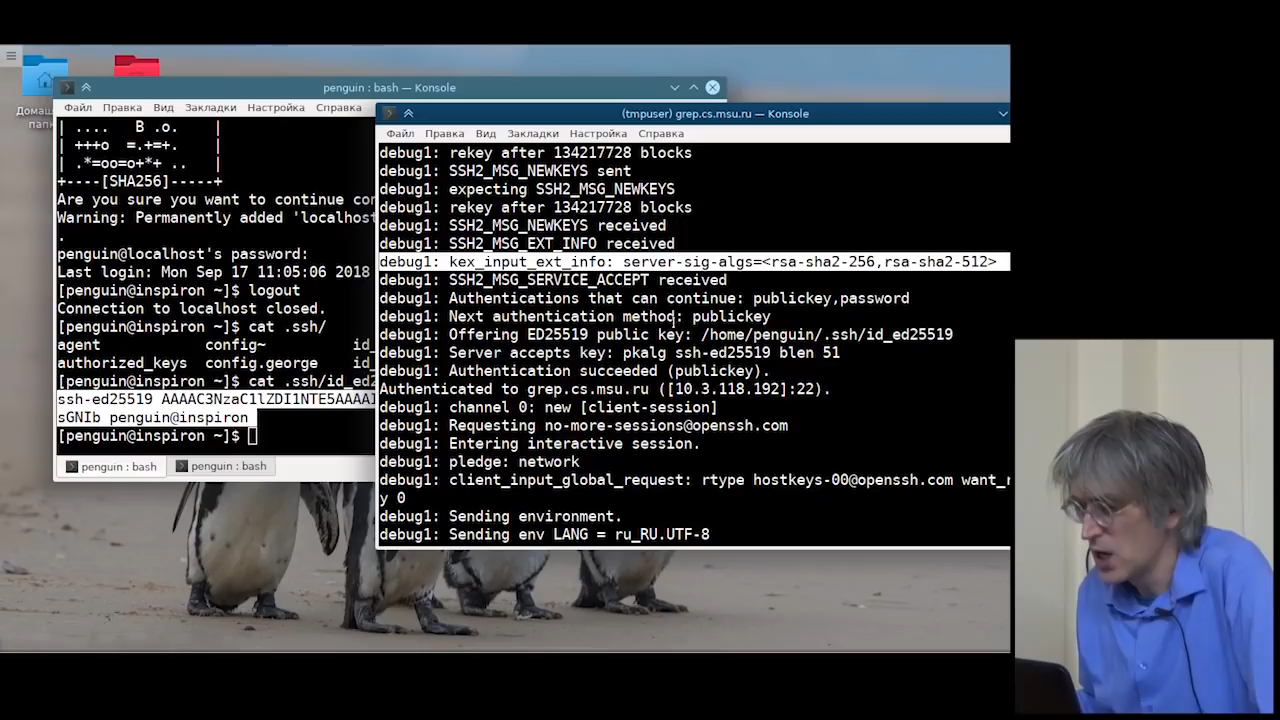 Домаш
папк
penguin : bash — Konsole
Файл Правка Вид Закладки Настройка Справка
| .... B .o. |
| +++o =.+=+. |
| .*=oo=o+*+ .. |
+----[SHA256]-----+
Are you sure you want to continue con
Warning: Permanently added 'localhost
.
penguin@localhost's password:
Last login: Mon Sep 17 11:05:06 2018
[penguin@inspiron ~]$ logout
Connection to localhost closed.
[penguin@inspiron ~]$ cat .ssh/
agent config~ id_
authorized_keys config.george id_
[penguin@inspiron ~]$ cat .ssh/id_ed2
ssh-ed25519 AAAAC3NzaC1lZDI1NTE5AAAAI
sGNIb penguin@inspiron
[penguin@inspiron ~]$
penguin : bash penguin : bash
(tmpuser) grep.cs.msu.ru — Konsole
Файл Правка Вид Закладки Настройка Справка
debug1: rekey after 134217728 blocks
debug1: SSH2_MSG_NEWKEYS sent
debug1: expecting SSH2_MSG_NEWKEYS
debug1: rekey after 134217728 blocks
debug1: SSH2_MSG_NEWKEYS received
debug1: SSH2_MSG_EXT_INFO received
debug1: kex_input_ext_info: server-sig-algs=<rsa-sha2-256,rsa-sha2-512>
debug1: SSH2_MSG_SERVICE_ACCEPT received
debug1: Authentications that can continue: publickey,password
debug1: Next authentication method: publickey
debug1: Offering ED25519 public key: /home/penguin/.ssh/id_ed25519
debug1: Server accepts key: pkalg ssh-ed25519 blen 51
debug1: Authentication succeeded (publickey).
Authenticated to grep.cs.msu.ru ([10.3.118.192]:22).
debug1: channel 0: new [client-session]
debug1: Requesting no-more-sessions@openssh.com
debug1: Entering interactive session.
debug1: pledge: network
debug1: client_input_global_request: rtype hostkeys-00@openssh.com want_r
y 0
debug1: Sending environment.
debug1: Sending env LANG = ru_RU.UTF-8